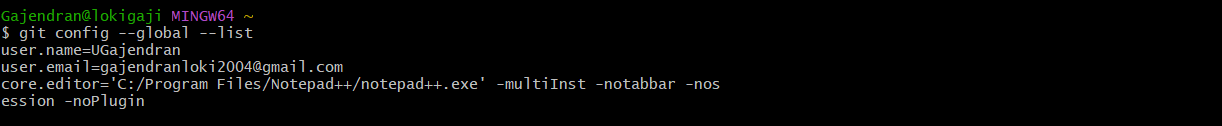 Gajendran@lokigaji MINGW64 ~
$ git config --global --list
user.name=UGajendran
user.email=gajendranloki2004@gmail.com
core.editor='C:/Program Files/Notepad++/notepad++.exe' -multiInst -notabbar -nos
ession -noPlugin